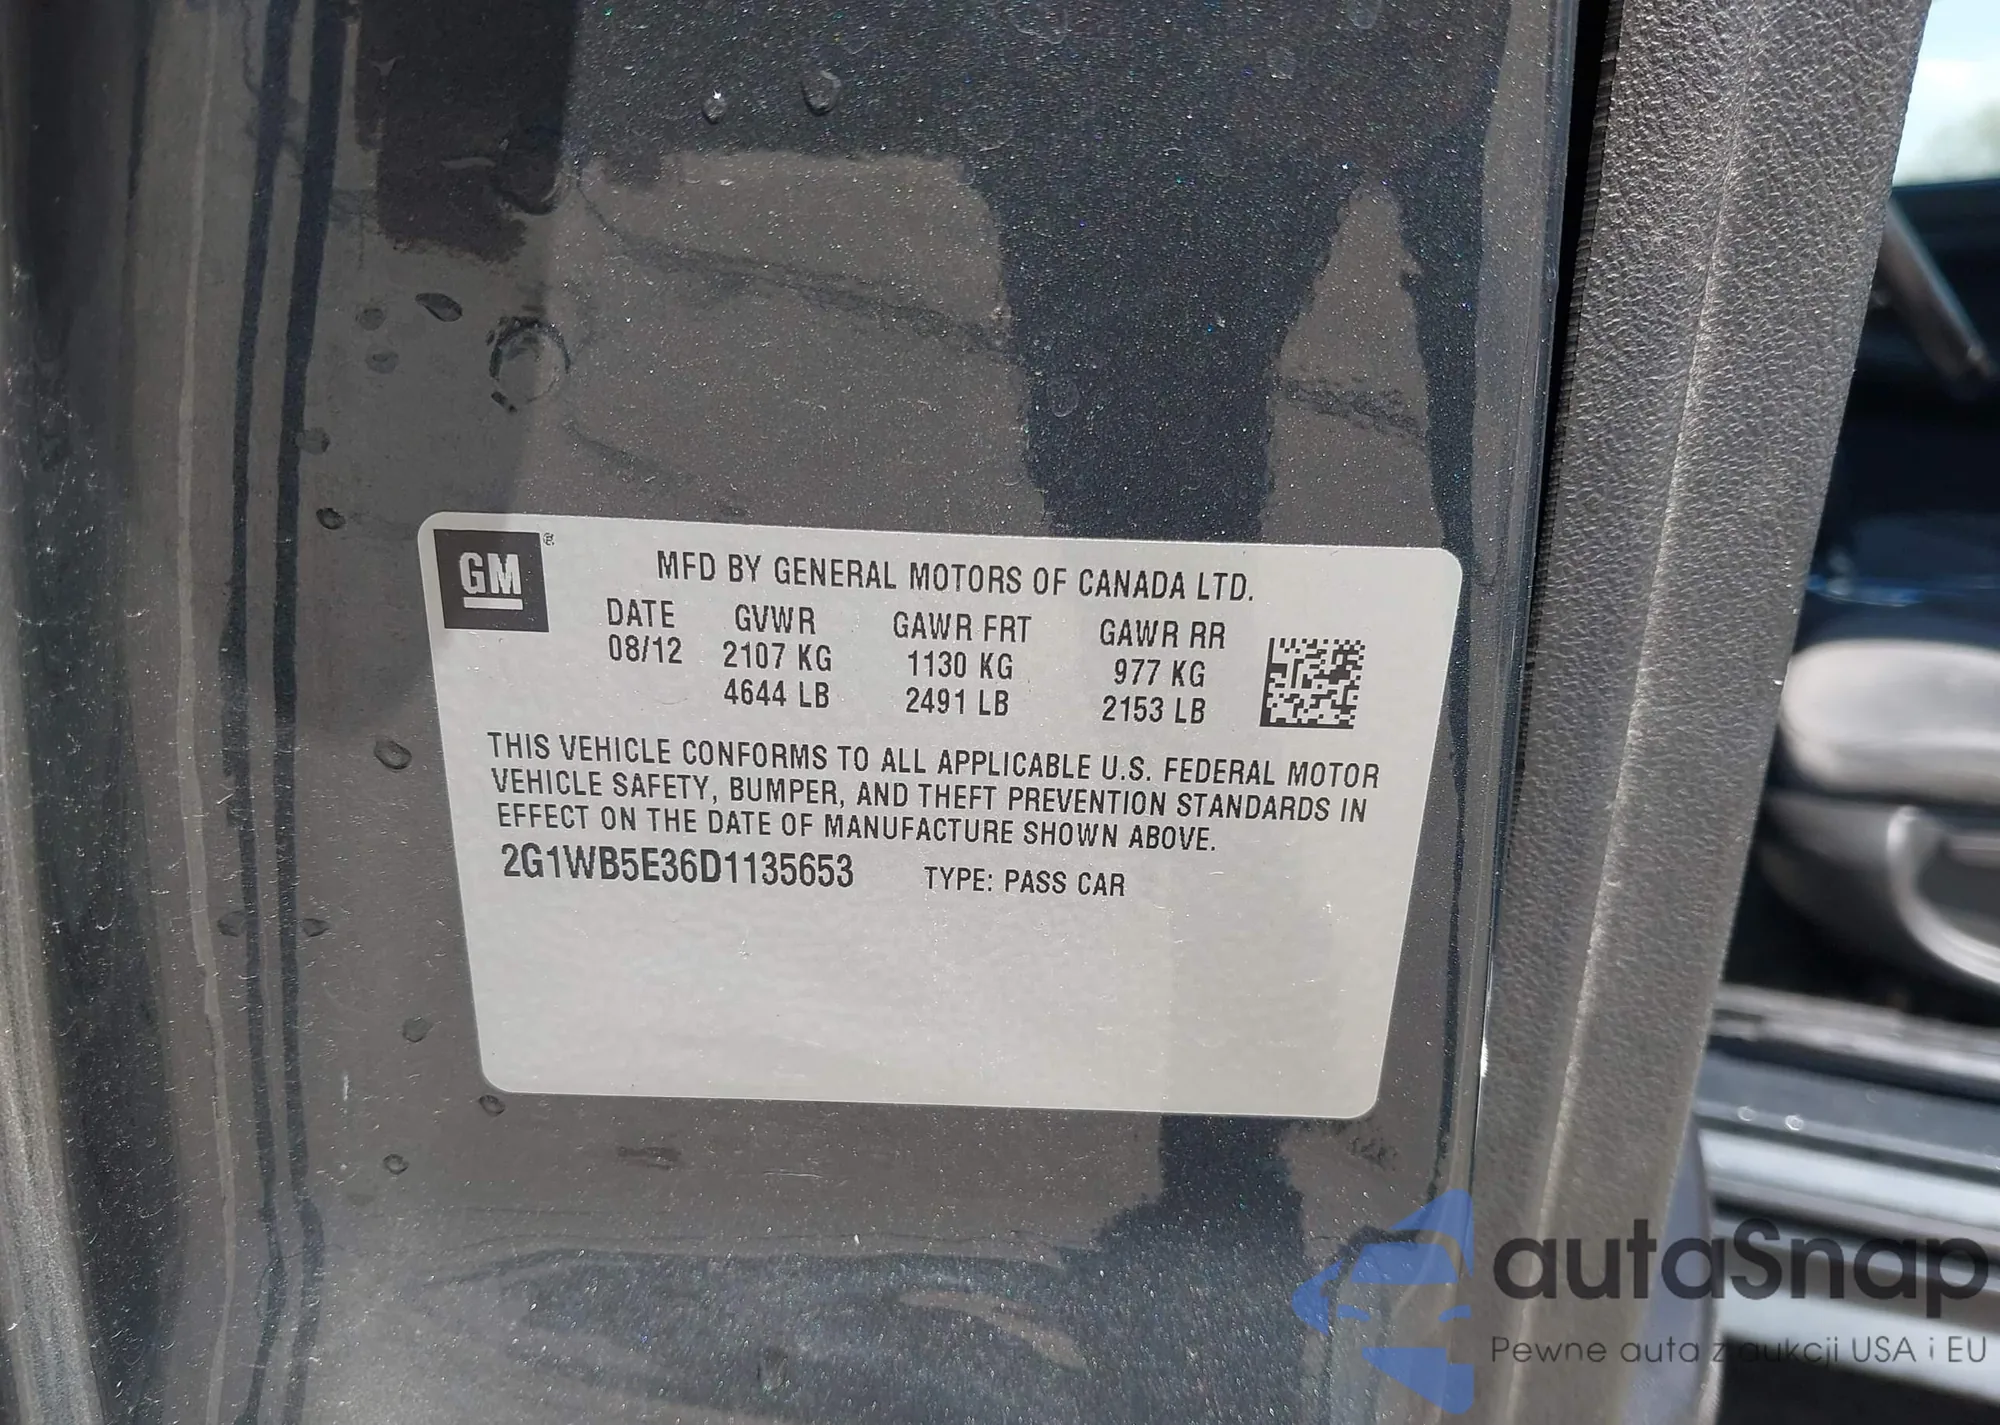 GM®
MFD BY GENERAL MOTORS OF CANADA LTD.
DATE GVWR GAWR FRT GAWR RR
08/12 2107 KG 1130 KG 977 KG
4644 LB 2491 LB 2153 LB
THIS VEHICLE CONFORMS TO ALL APPLICABLE U.S. FEDERAL MOTOR
VEHICLE SAFETY, BUMPER, AND THEFT PREVENTION STANDARDS IN
EFFECT ON THE DATE OF MANUFACTURE SHOWN ABOVE.
2G1WB5E36D1135653 TYPE: PASS CAR
autaSnap
Pewne auta z aukcji USA i EU